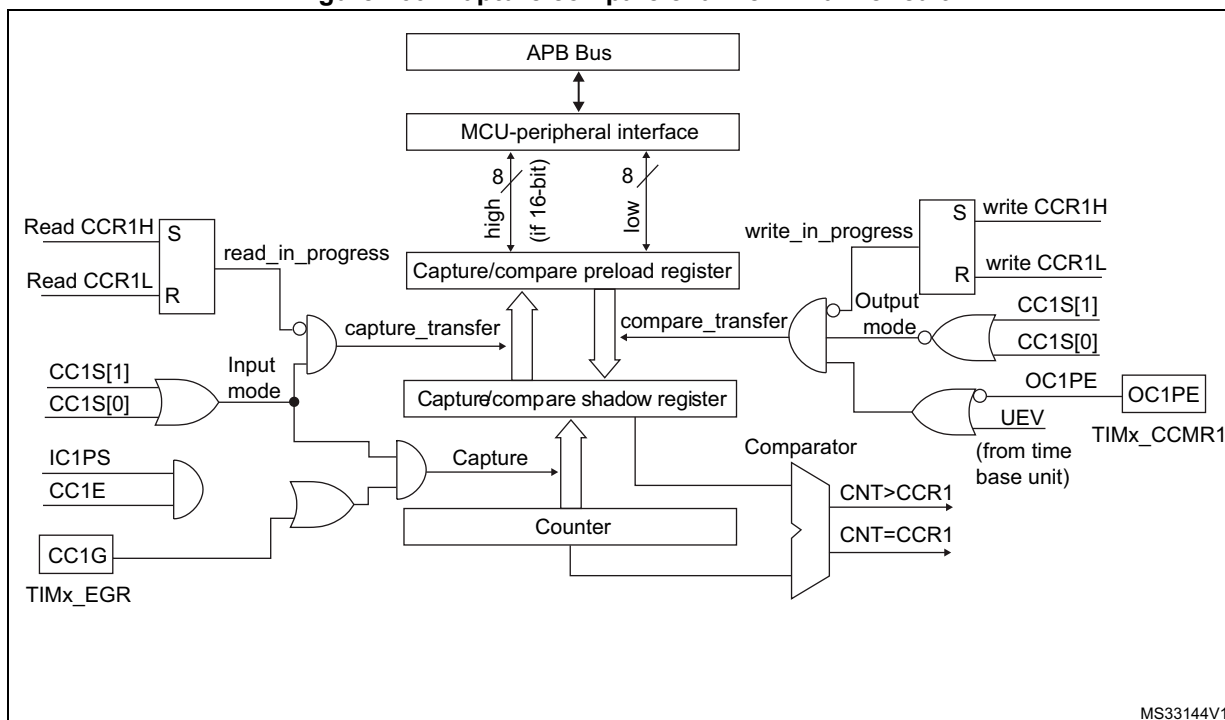 APB Bus
MCU-peripheral interface
8
high
(if 16-bit)
8
low
Read CCR1H
S
Read CCR1L
R
read_in_progress
write_in_progress
S
write CCR1H
R
write CCR1L
Capture/compare preload register
capture_transfer
compare_transfer
Output
mode
CC1S[1]
CC1S[0]
CC1S[1]
CC1S[0]
Input
mode
Capture/compare shadow register
OC1PE
OC1PE
UEV
TIMx_CCMR1
(from time
base unit)
IC1PS
CC1E
Capture
Comparator
CNT>CCR1
Counter
CNT=CCR1
CC1G
TIMx_EGR
MS33144V1